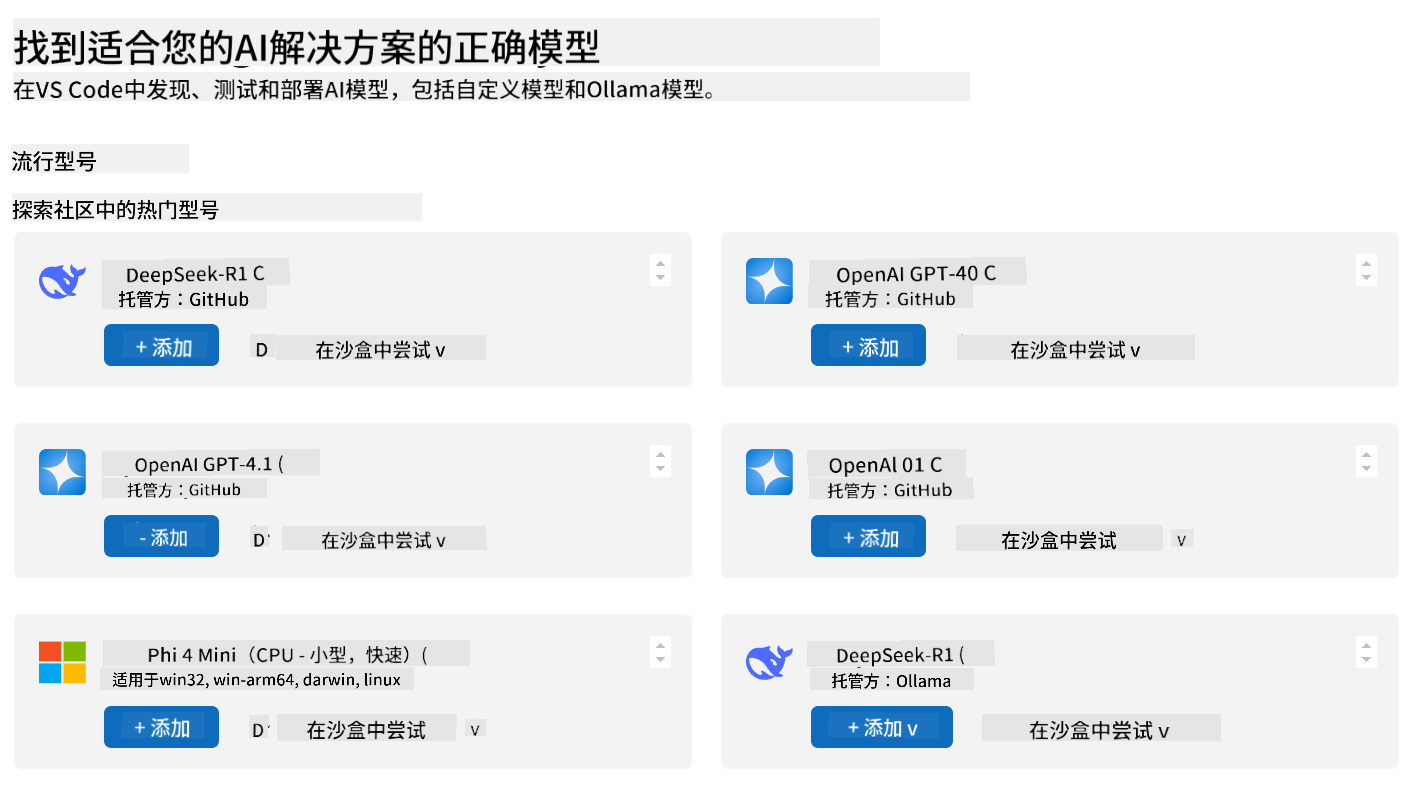 找到适合您的AI解决方案的正确模型
在VS Code中发现、测试和部署AI模型，包括自定义模型和Ollama模型。
流行型号
探索社区中的热门型号
DeepSeek-R1 C
托管方：GitHub
+ 添加
D
在沙盒中尝试 v
OpenAI GPT-40 C
托管方：GitHub
+ 添加
在沙盒中尝试 v
OpenAI GPT-4.1 (
托管方：GitHub
- 添加
D
在沙盒中尝试 v
OpenAl 01 C
托管方：GitHub
+ 添加
在沙盒中尝试
v
Phi 4 Mini（CPU - 小型，快速）(
适用于win32, win-arm64, darwin, linux
+ 添加
D
在沙盒中尝试
v
DeepSeek-R1 (
托管方：Ollama
+ 添加 v
在沙盒中尝试 v